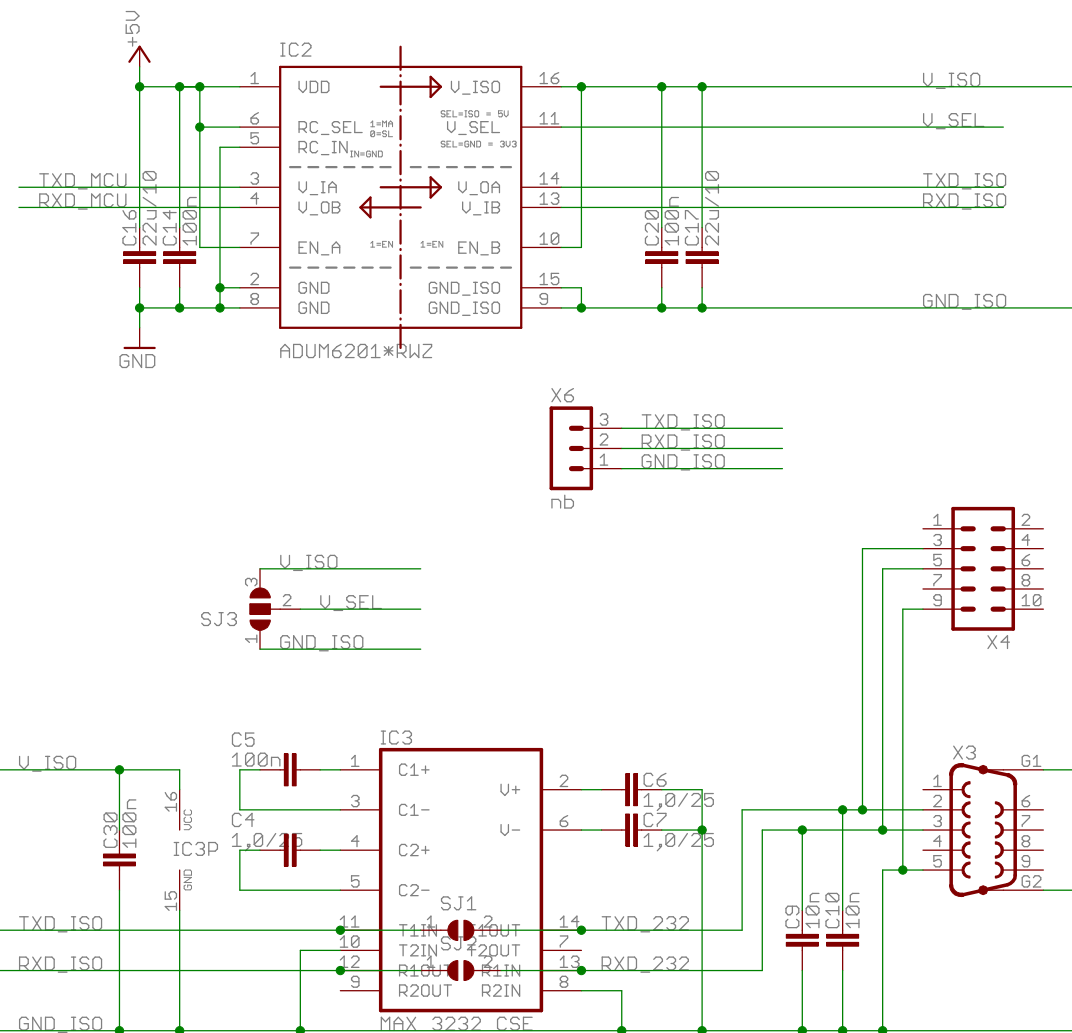 +5V
IC2
1 VDD V_ISO 16 V_ISO
SEL=ISO = 5V
6 RC_SEL 1=MA 0=SL V_SEL 11 V_SEL
5 RC_IN IN=GND SEL=GND = 3V3
TXD_MCU 3 V_IA V_OA 14 TXD_ISO
RXD_MCU 4 V_OB V_IB 13 RXD_ISO
C16 22u/10 C14 100n C20 100n C17 22u/10
7 EN_A 1=EN 1=EN EN_B 10
2 GND GND_ISO 15
8 GND GND_ISO 9 GND_ISO
GND
ADUM6201*RWZ
X6
3 TXD_ISO
2 RXD_ISO
1 GND_ISO
nb
1 2
3 4
5 6
7 8
9 10
X4
V_ISO
3
SJ3 2 V_SEL
1 GND_ISO
IC3
C5
100n 1 C1+
V_ISO
V+ 2 C6
1,0/25
3 C1-
C4
1,0/25 4 C2+
V- 6 C7
1,0/25
5 C2-
16 VCC
C30 100n
IC3P
15 GND
X3
G1
1
2 6
3 7
4 8
5 9
G2
C9 10n C10 10n
SJ1
TXD_ISO 11 T1IN 1 2 T1OUT 14 TXD_232
10 T2IN SJ2 T2OUT 7
RXD_ISO 12 R1OUT 1 2 R1IN 13 RXD_232
9 R2OUT R2IN 8
GND_ISO MAX 3232 CSE